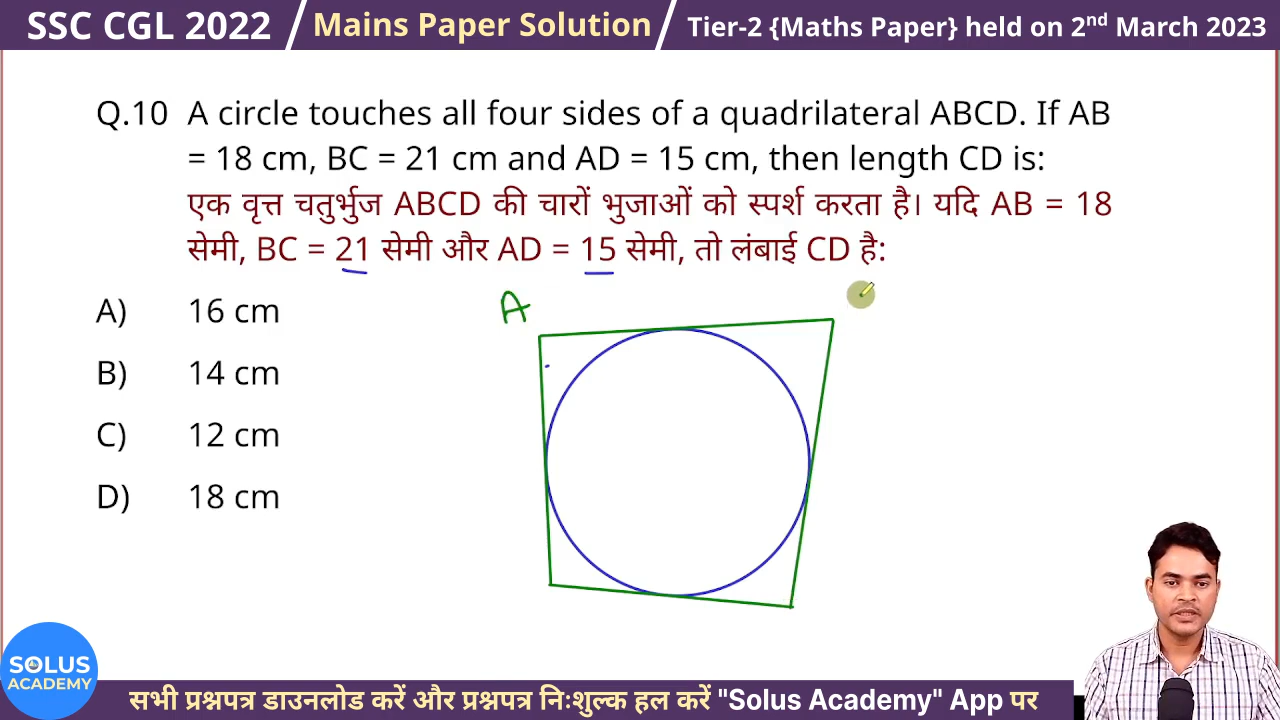 SSC CGL 2022 Mains Paper Solution Tier-2 {Maths Paper} held on 2nd March 2023
Q.10 A circle touches all four sides of a quadrilateral ABCD. If AB
= 18 cm, BC = 21 cm and AD = 15 cm, then length CD is:
एक वृत्त चतुर्भुज ABCD की चारों भुजाओं को स्पर्श करता है। यदि AB = 18
सेमी, BC = 21 सेमी और AD = 15 सेमी, तो लंबाई CD है:
A) 16 cm
A
B) 14 cm
C) 12 cm
D) 18 cm
SOLUS
ACADEMY
सभी प्रश्नपत्र डाउनलोड करें और प्रश्नपत्र निःशुल्क हल करें "Solus Academy" App पर